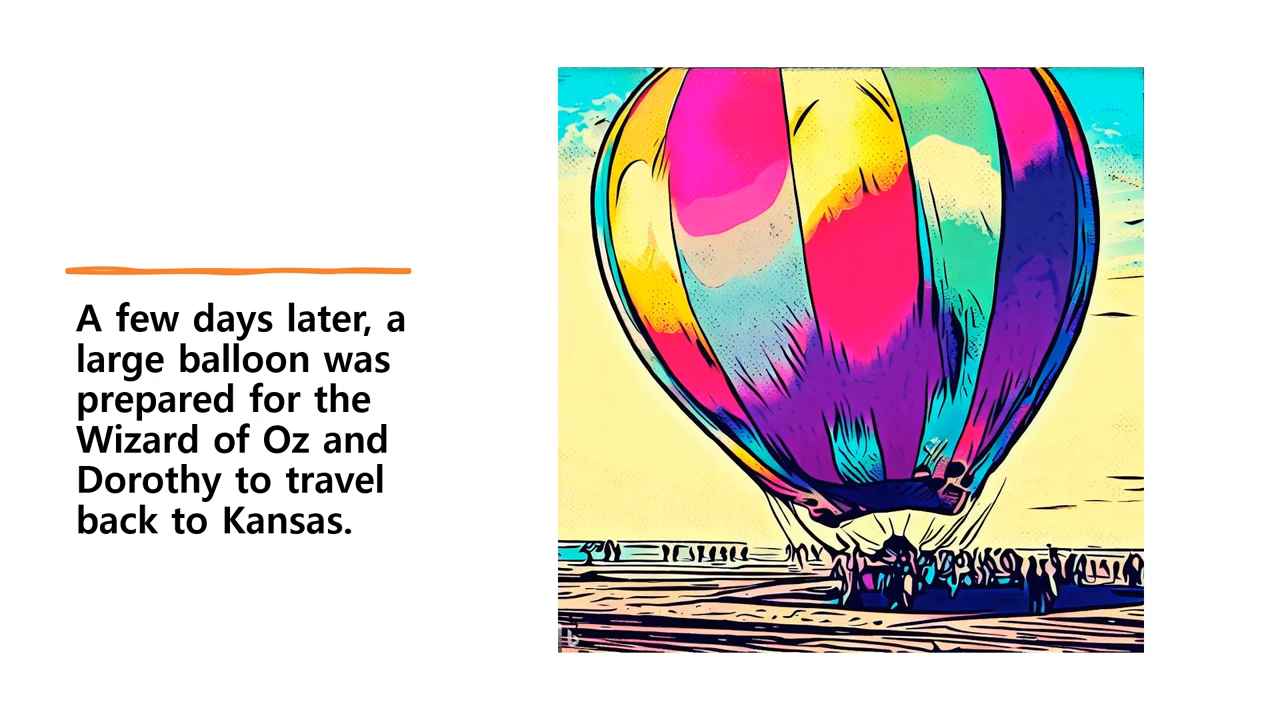 A few days later, a
large balloon was
prepared for the
Wizard of Oz and
Dorothy to travel
back to Kansas.